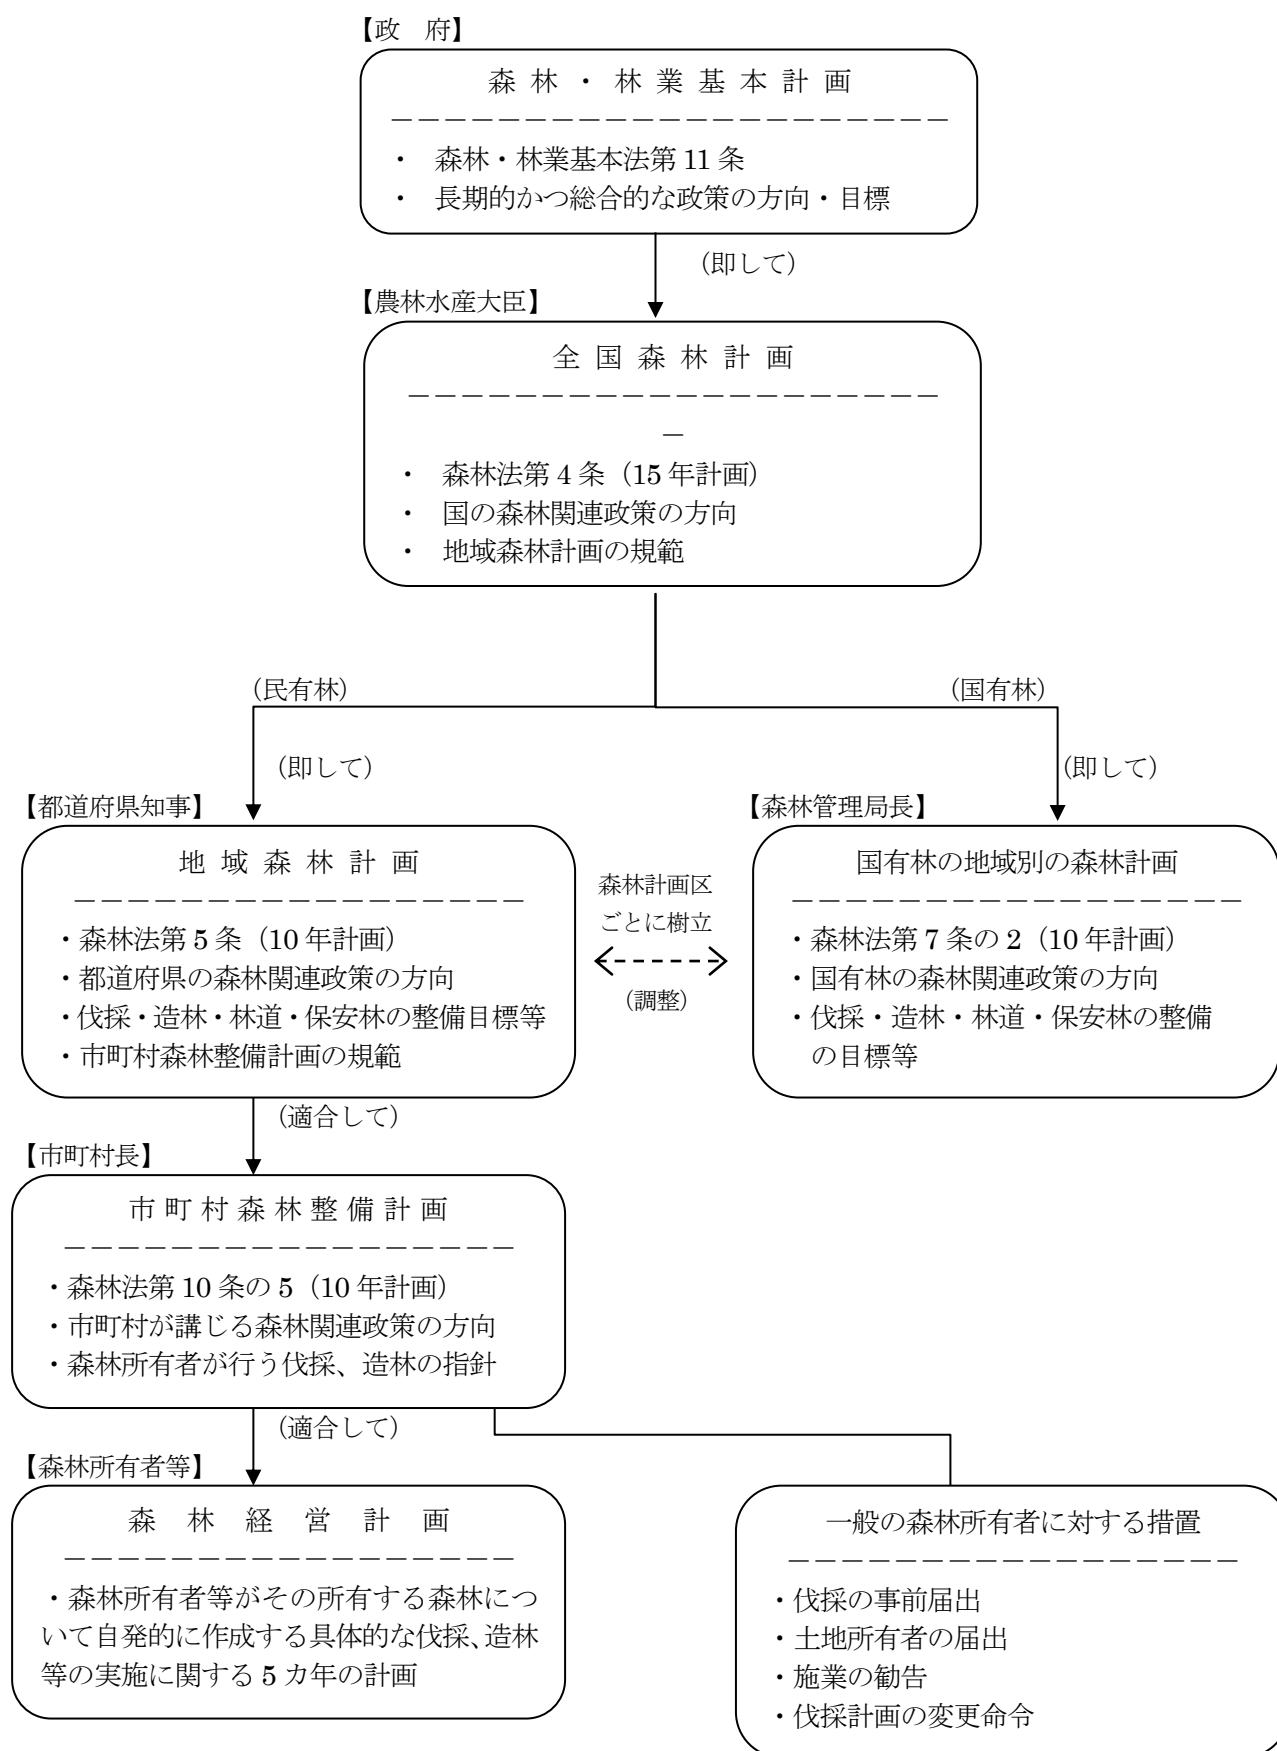 【政　府】
森林・林業基本計画
−−−−−−−−−−−−−−−−−−−−−
・　森林・林業基本法第 11 条
・　長期的かつ総合的な政策の方向・目標
（即して）
【農林水産大臣】
全国森林計画
−−−−−−−−−−−−−−−−−−−−
−
・　森林法第 4 条（15 年計画）
・　国の森林関連政策の方向
・　地域森林計画の規範
（民有林）
（国有林）
（即して）
（即して）
【都道府県知事】
地域森林計画
−−−−−−−−−−−−−−−−−
・森林法第 5 条（10 年計画）
・都道府県の森林関連政策の方向
・伐採・造林・林道・保安林の整備目標等
・市町村森林整備計画の規範
森林計画区
ごとに樹立
（調整）
【森林管理局長】
国有林の地域別の森林計画
−−−−−−−−−−−−−−−−−
・森林法第 7 条の 2（10 年計画）
・国有林の森林関連政策の方向
・伐採・造林・林道・保安林の整備
の目標等
（適合して）
【市町村長】
市町村森林整備計画
−−−−−−−−−−−−−−−−−
・森林法第 10 条の 5（10 年計画）
・市町村が講じる森林関連政策の方向
・森林所有者が行う伐採、造林の指針
（適合して）
【森林所有者等】
森　林　経　営　計　画
−−−−−−−−−−−−−−−−−
・森林所有者等がその所有する森林につ
いて自発的に作成する具体的な伐採、造林
等の実施に関する 5 カ年の計画
一般の森林所有者に対する措置
−−−−−−−−−−−−−−−−−
・伐採の事前届出
・土地所有者の届出
・施業の勧告
・伐採計画の変更命令